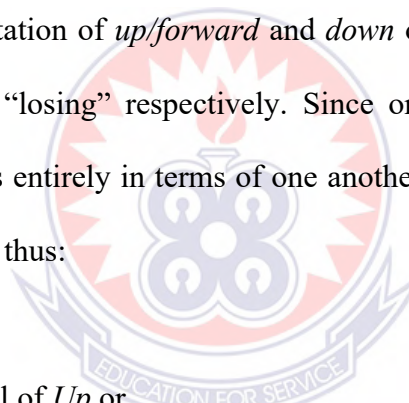 tation of up/forward and down
“losing” respectively. Since or
s entirely in terms of one anothe
thus:
l of Up or
EDUCATION FOR SERVICE